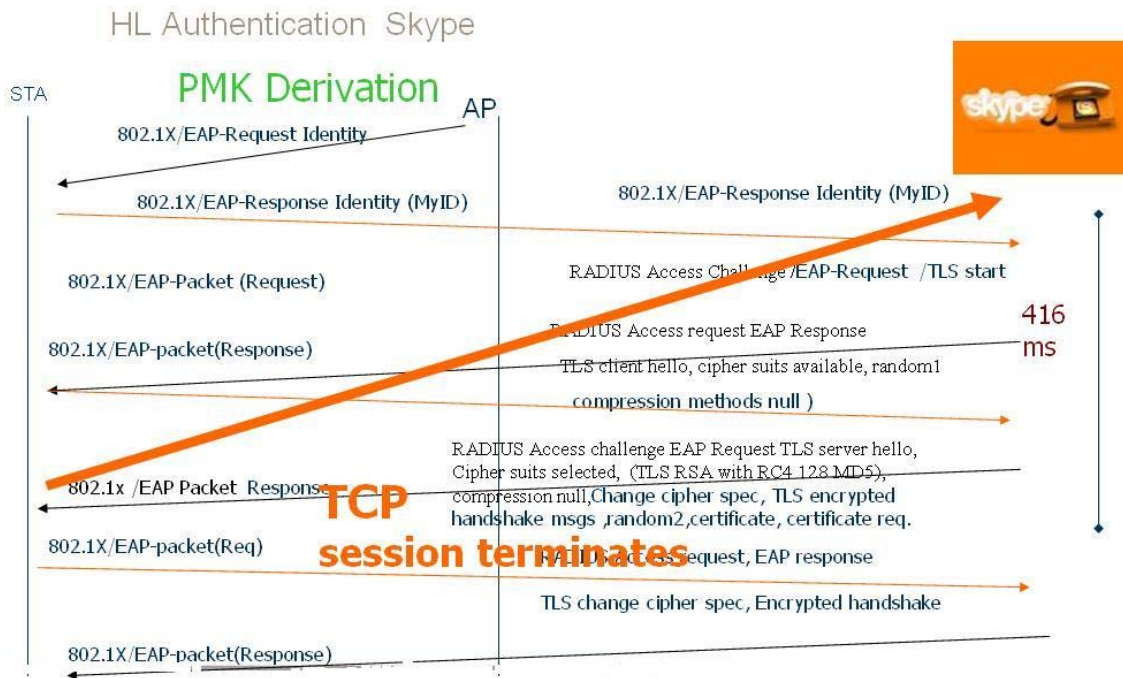 HL Authentication Skype
PMK Derivation
STA
AP
skype
802.1X/EAP-Request Identity
802.1X/EAP-Response Identity (MyID)
802.1X/EAP-Response Identity (MyID)
RADIUS Access Challenge /EAP-Request /TLS start
802.1X/EAP-Packet (Request)
416
ms
RADIUS Access request EAP Response
802.1X/EAP-packet(Response)
TLS client hello, cipher suits available, random1
compression methods null )
RADIUS Access challenge EAP Request TLS server hello,
Cipher suits selected, (TLS RSA with RC4 128 MD5),
compression null,Change cipher spec, TLS encrypted
handshake msgs ,random2,certificate, certificate req.
802.1x /EAP Packet Response
TCP
session terminates
802.1X/EAP-packet(Req)
RADIUS Access request, EAP response
TLS change cipher spec, Encrypted handshake
802.1X/EAP-packet(Response)